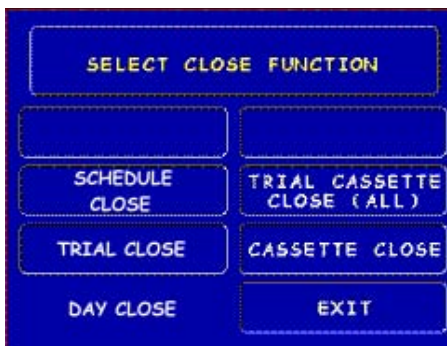 SELECT CLOSE FUNCTION
SCHEDULE
CLOSE
TRIAL CASSETTE
CLOSE (ALL)
TRIAL CLOSE
CASSETTE CLOSE
DAY CLOSE
EXIT